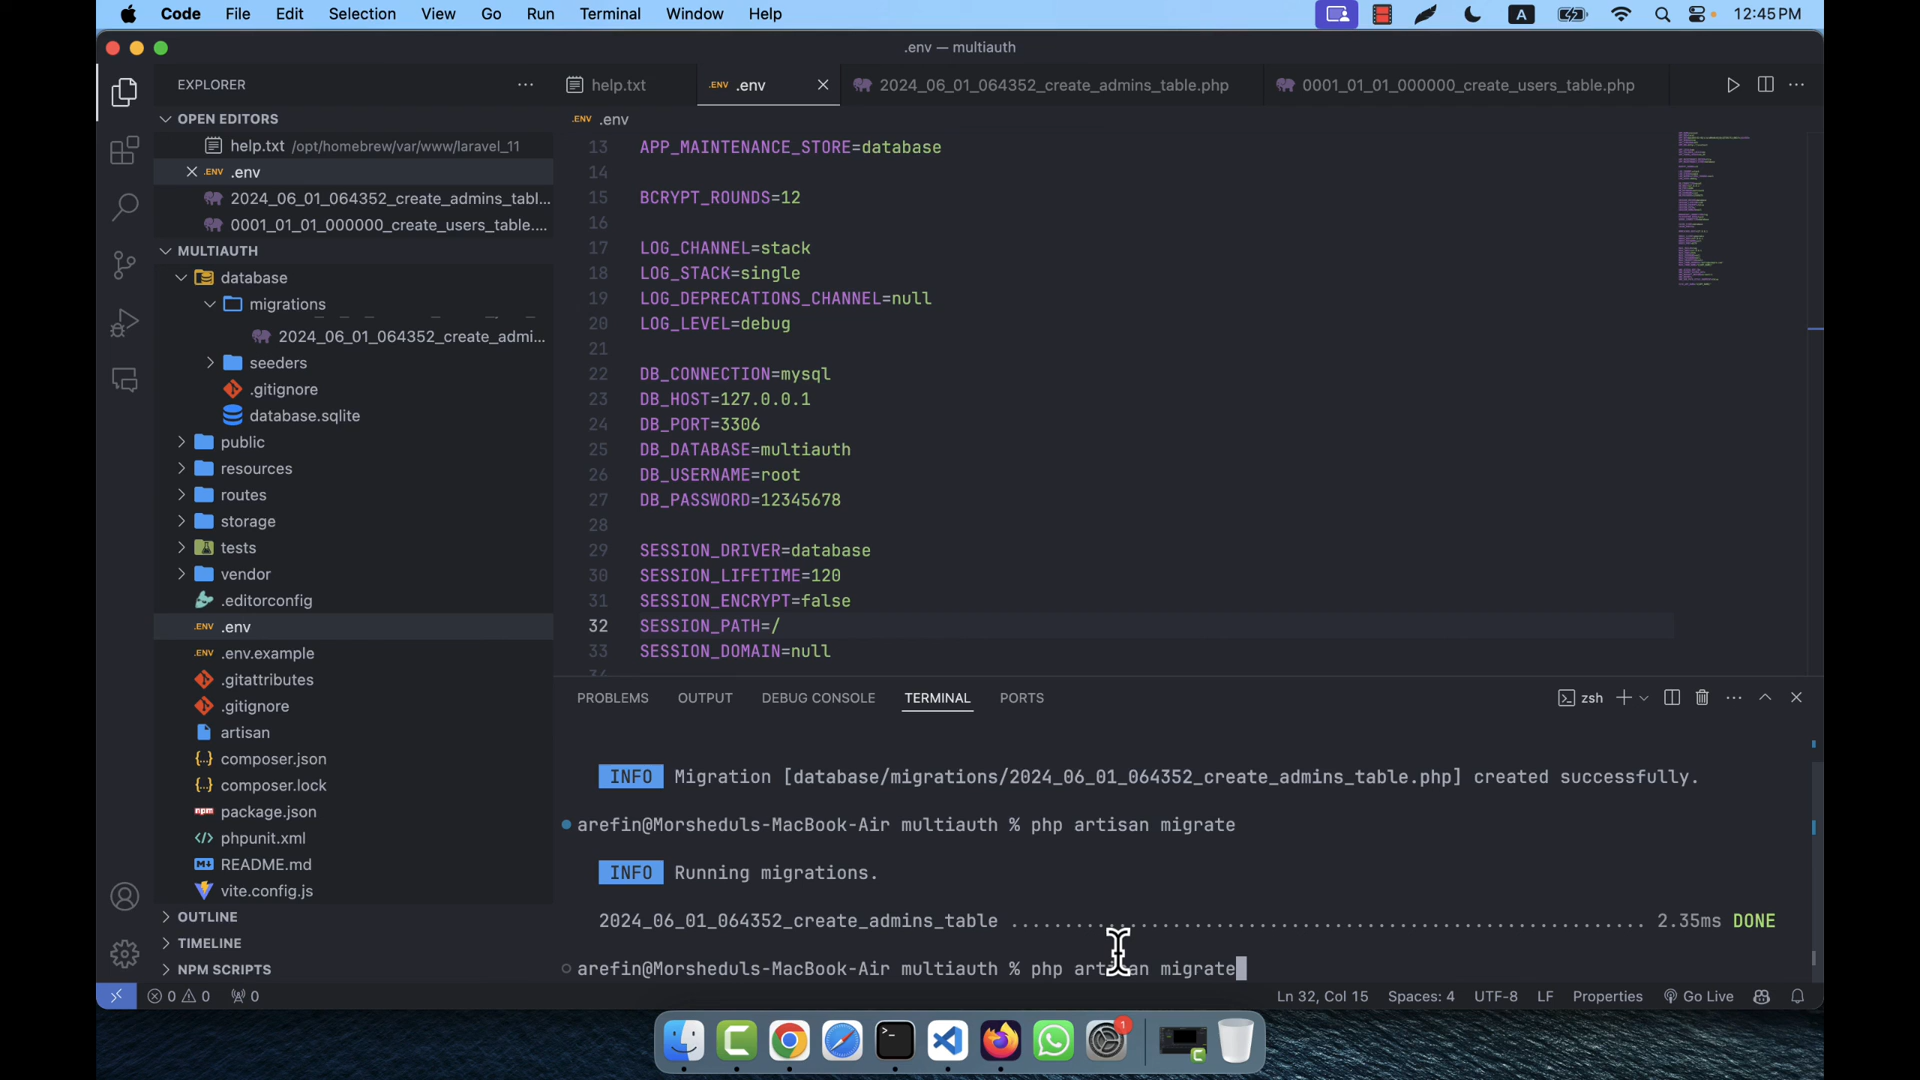 Code File Edit Selection View Go Run Terminal Window Help A 12:45PM
.env — multiauth
EXPLORER
help.txt
.ENV .env
2024_06_01_064352_create_admins_table.php
0001_01_01_000000_create_users_table.php
OPEN EDITORS
help.txt /opt/homebrew/var/www/laravel_11
.ENV .env
2024_06_01_064352_create_admins_tabl...
0001_01_01_000000_create_users_table....
MULTIAUTH
database
migrations
2024_06_01_064352_create_admi...
seeders
.gitignore
database.sqlite
public
resources
routes
storage
tests
vendor
.editorconfig
.ENV .env
.ENV .env.example
.gitattributes
.gitignore
artisan
{..} composer.json
{..} composer.lock
npm package.json
phpunit.xml
README.md
vite.config.js
OUTLINE
TIMELINE
NPM SCRIPTS
.ENV .env
13 APP_MAINTENANCE_STORE=database
14
15 BCRYPT_ROUNDS=12
16
17 LOG_CHANNEL=stack
18 LOG_STACK=single
19 LOG_DEPRECATIONS_CHANNEL=null
20 LOG_LEVEL=debug
21
22 DB_CONNECTION=mysql
23 DB_HOST=127.0.0.1
24 DB_PORT=3306
25 DB_DATABASE=multiauth
26 DB_USERNAME=root
27 DB_PASSWORD=12345678
28
29 SESSION_DRIVER=database
30 SESSION_LIFETIME=120
31 SESSION_ENCRYPT=false
32 SESSION_PATH=/
33 SESSION_DOMAIN=null
PROBLEMS OUTPUT DEBUG CONSOLE TERMINAL PORTS zsh
INFO Migration [database/migrations/2024_06_01_064352_create_admins_table.php] created successfully.
arefin@Morsheduls-MacBook-Air multiauth % php artisan migrate
INFO Running migrations.
2024_06_01_064352_create_admins_table ........................................................... 2.35ms DONE
arefin@Morsheduls-MacBook-Air multiauth % php artisan migrate
0 0 0 Ln 32, Col 15 Spaces: 4 UTF-8 LF Properties Go Live
1